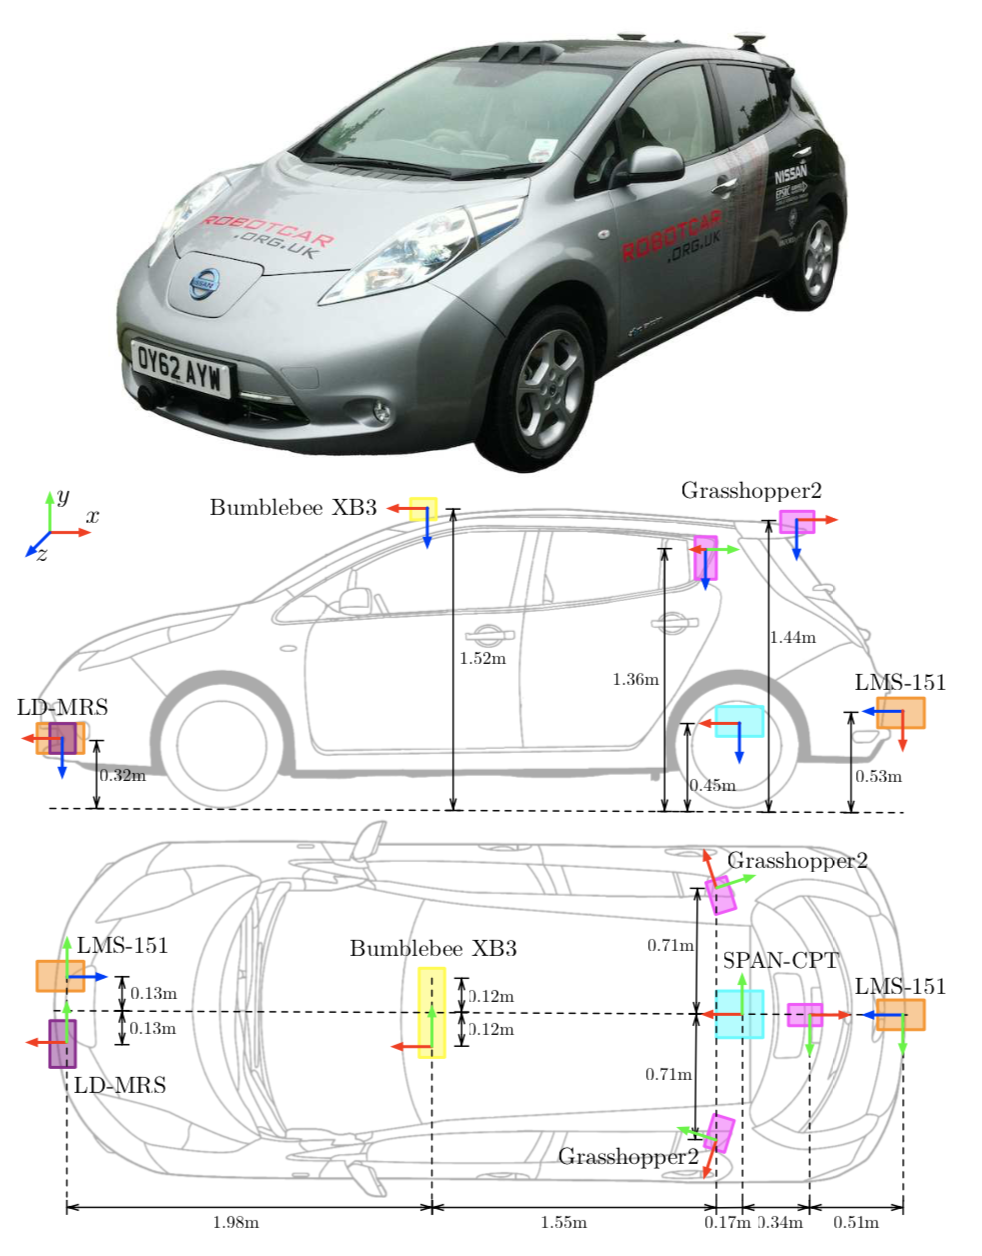 NISSAN
ROBOTCAR
.ORG.UK
ROBOTCAR
.ORG.UK
NISSAN
OY62 AYW
y
x
z
Bumblebee XB3
Grasshopper2
1.52m
1.36m
1.44m
LD-MRS
LMS-151
0.32m
0.45m
0.53m
Grasshopper2
LMS-151
Bumblebee XB3
0.71m
SPAN-CPT
LMS-151
0.13m
0.12m
0.13m
0.12m
LD-MRS
0.71m
Grasshopper2
1.98m 1.55m 0.17m 0.34m 0.51m